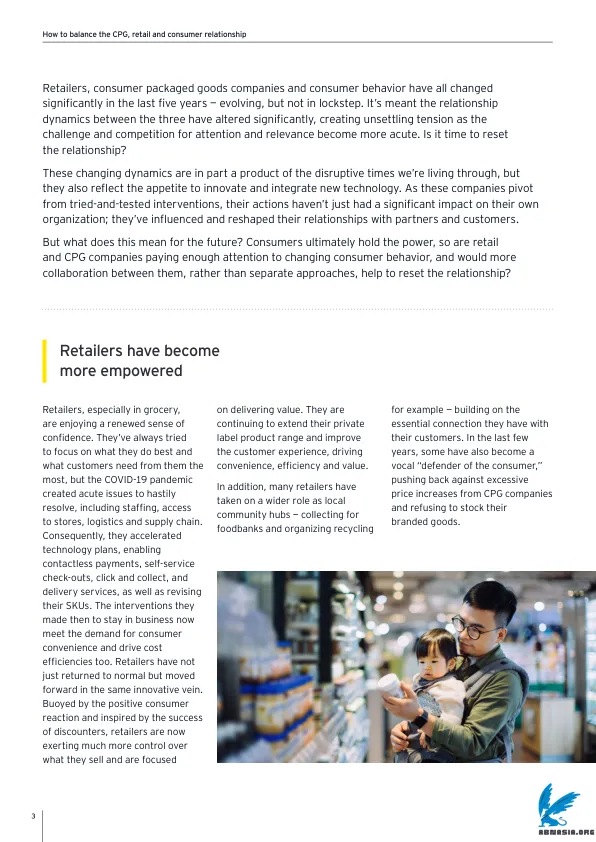 How to balance the CPG, retail and consumer relationship
Retailers, consumer packaged goods companies and consumer behavior have all changed
significantly in the last five years — evolving, but not in lockstep. It’s meant the relationship
dynamics between the three have altered significantly, creating unsettling tension as the
challenge and competition for attention and relevance become more acute. Is it time to reset
the relationship?
These changing dynamics are in part a product of the disruptive times we’re living through, but
they also reflect the appetite to innovate and integrate new technology. As these companies pivot
from tried-and-tested interventions, their actions haven’t just had a significant impact on their own
organization; they’ve influenced and reshaped their relationships with partners and customers.
But what does this mean for the future? Consumers ultimately hold the power, so are retail
and CPG companies paying enough attention to changing consumer behavior, and would more
collaboration between them, rather than separate approaches, help to reset the relationship?
Retailers have become
more empowered
Retailers, especially in grocery,
are enjoying a renewed sense of
confidence. They’ve always tried
to focus on what they do best and
what customers need from them the
most, but the COVID-19 pandemic
created acute issues to hastily
resolve, including staffing, access
to stores, logistics and supply chain.
Consequently, they accelerated
technology plans, enabling
contactless payments, self-service
check-outs, click and collect, and
delivery services, as well as revising
their SKUs. The interventions they
made then to stay in business now
meet the demand for consumer
convenience and drive cost
efficiencies too. Retailers have not
just returned to normal but moved
forward in the same innovative vein.
Buoyed by the positive consumer
reaction and inspired by the success
of discounters, retailers are now
exerting much more control over
what they sell and are focused
on delivering value. They are
continuing to extend their private
label product range and improve
the customer experience, driving
convenience, efficiency and value.
In addition, many retailers have
taken on a wider role as local
community hubs — collecting for
foodbanks and organizing recycling
for example — building on the
essential connection they have with
their customers. In the last few
years, some have also become a
vocal “defender of the consumer,”
pushing back against excessive
price increases from CPG companies
and refusing to stock their
branded goods.
3
ABNASIA.ORG